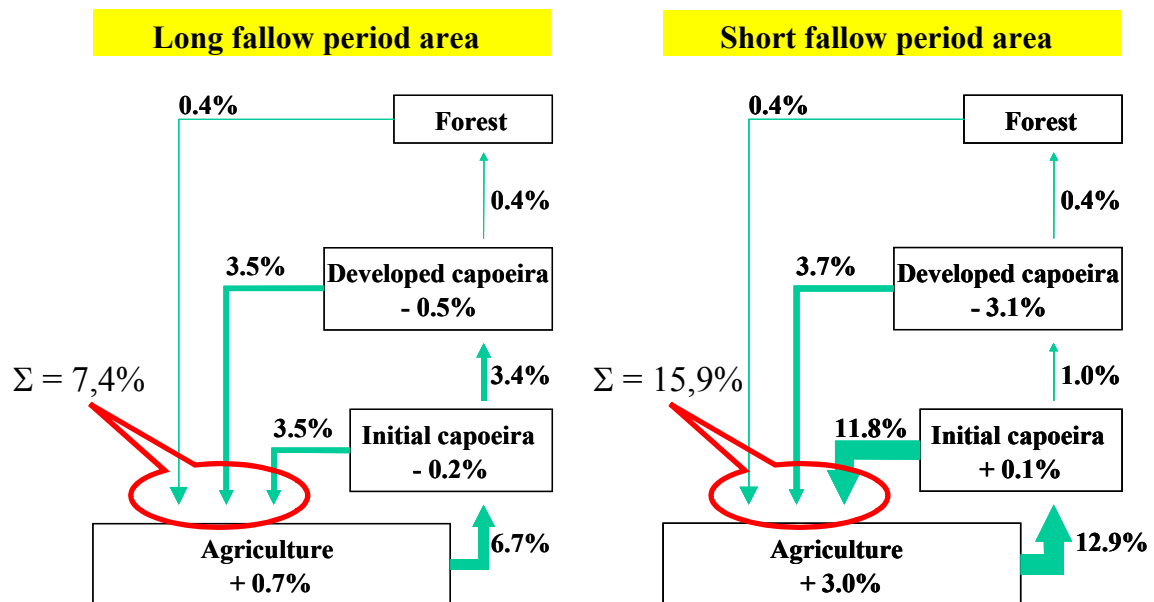 Long fallow period area
0.4%
Forest
0.4%
3.5%
Developed capoeira
- 0.5%
Σ = 7,4%
3.4%
3.5%
Initial capoeira
- 0.2%
Agriculture
+ 0.7%
6.7%
Short fallow period area
0.4%
Forest
0.4%
3.7%
Developed capoeira
- 3.1%
Σ = 15,9%
1.0%
11.8%
Initial capoeira
+ 0.1%
Agriculture
+ 3.0%
12.9%